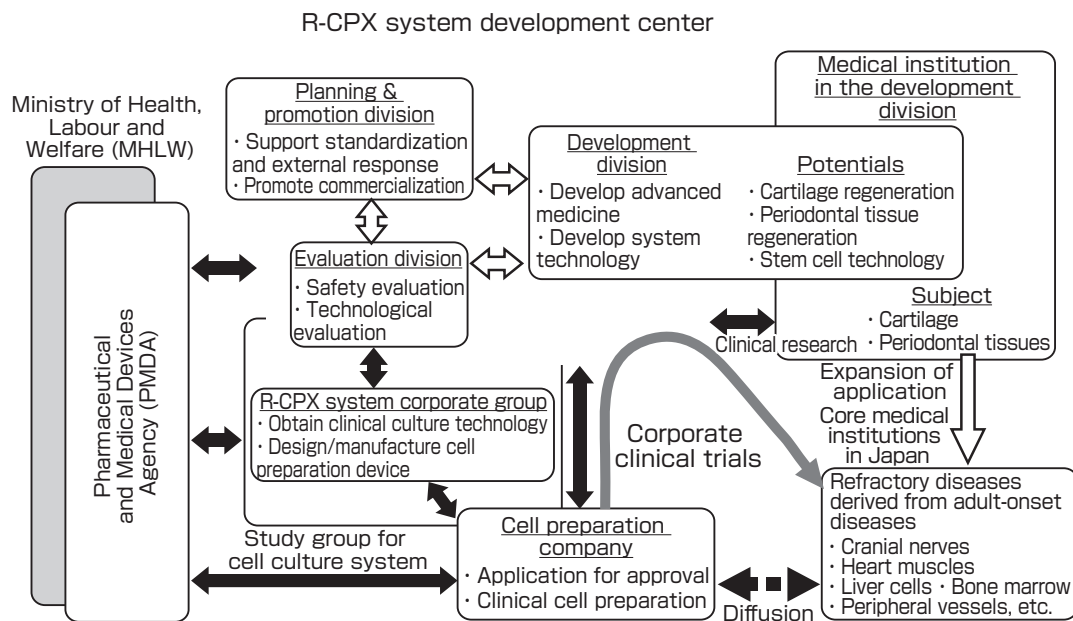 R-CPX system development center
Ministry of Health,
Labour and
Welfare (MHLW)
Pharmaceutical
and Medical Devices
Agency (PMDA)
Planning &
promotion division
・Support standardization
and external response
・Promote commercialization
Evaluation division
・Safety evaluation
・Technological
evaluation
Development
division
・Develop advanced
medicine
・Develop system
technology
Potentials
・Cartilage regeneration
・Periodontal tissue
regeneration
・Stem cell technology
Medical institution
in the development
division
Subject
・Cartilage
・Periodontal tissues
Clinical research
R-CPX system corporate group
・Obtain clinical culture technology
・Design/manufacture cell
preparation device
Corporate
clinical trials
Expansion of
application
Core medical
institutions
in Japan
Study group for
cell culture system
Cell preparation
company
・Application for approval
・Clinical cell preparation
Diffusion
Refractory diseases
derived from adult-onset
diseases
・Cranial nerves
・Heart muscles
・Liver cells・Bone marrow
・Peripheral vessels, etc.